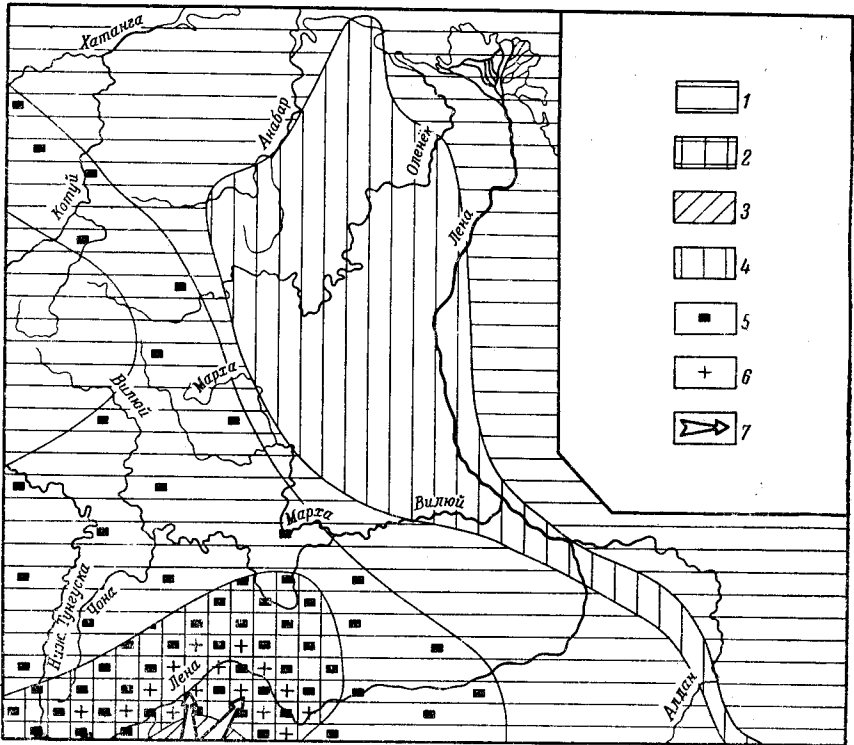 Хатанга
Анабар
Оленёк
Котуй
Лена
Вилюй
Марха
Вилюй
Марха
Ниж. Тунгуска
Чона
Лена
Алдан
1
2
3
4
5
6
7